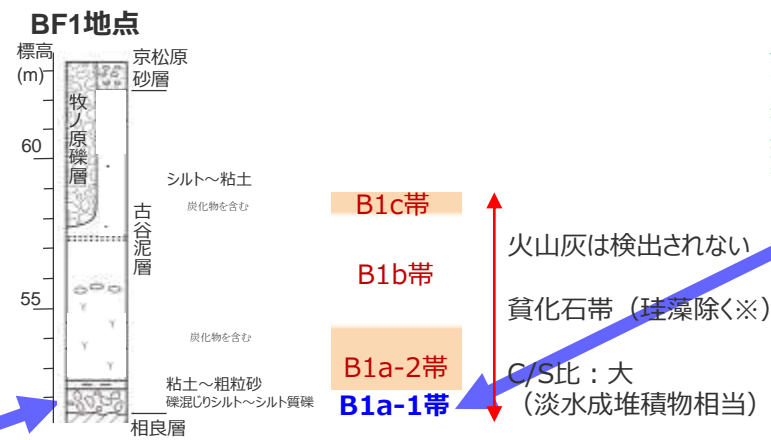 BF1地点
標高
(m)
京松原
砂層
牧ノ原礫層
60
シルト～粘土
炭化物を含む
古谷泥層
55
炭化物を含む
粘土～粗粒砂
礫混じりシルト～シルト質礫
相良層
B1c帯
B1b帯
B1a-2帯
B1a-1帯
火山灰は検出されない
貧化石帯（珪藻除く※）
C/S比：大
（淡水成堆積物相当）